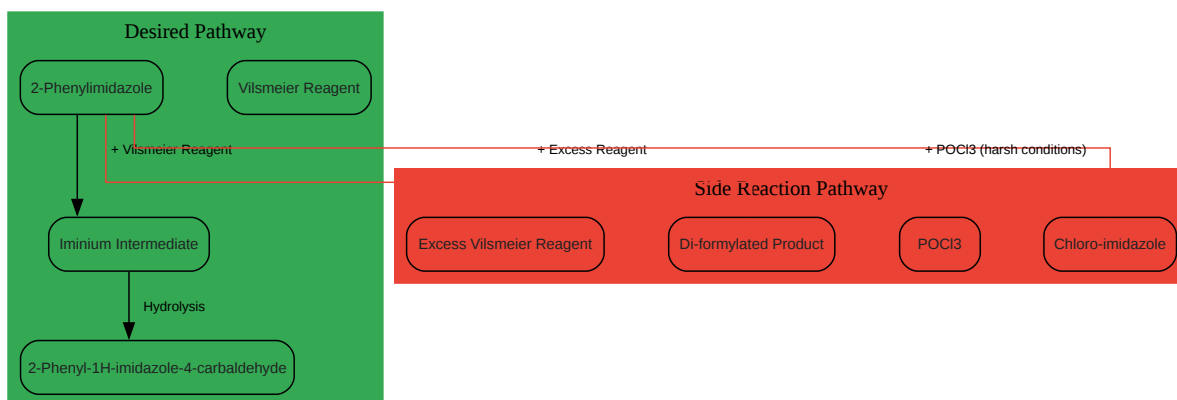 Desired Pathway
2-Phenylimidazole
Vilsmeier Reagent
+ Vilsmeier Reagent
+ Excess Reagent
+ POCl3 (harsh conditions)
Side Reaction Pathway
Iminium Intermediate
Excess Vilsmeier Reagent
Di-formylated Product
POCl3
Chloro-imidazole
Hydrolysis
2-Phenyl-1H-imidazole-4-carbaldehyde